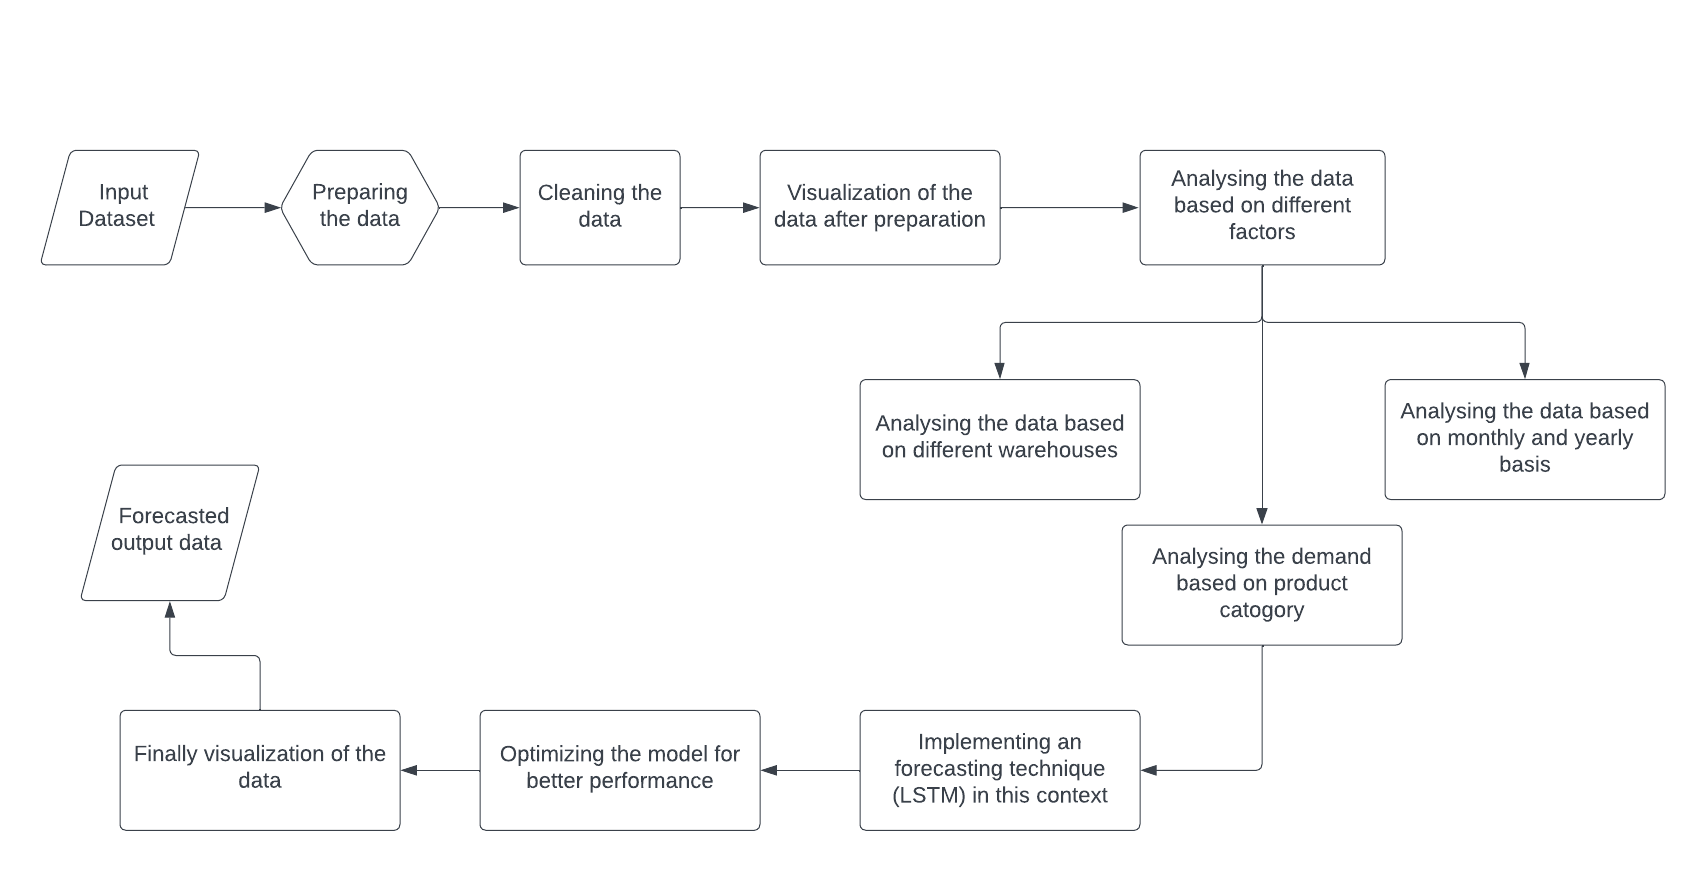 Input
Dataset
Preparing
the data
Cleaning the
data
Visualization of the
data after preparation
Analysing the data
based on different
factors
Analysing the data based
on different warehouses
Analysing the data based
on monthly and yearly
basis
Analysing the demand
based on product
catogory
Implementing an
forecasting technique
(LSTM) in this context
Optimizing the model for
better performance
Finally visualization of the
data
Forecasted
output data